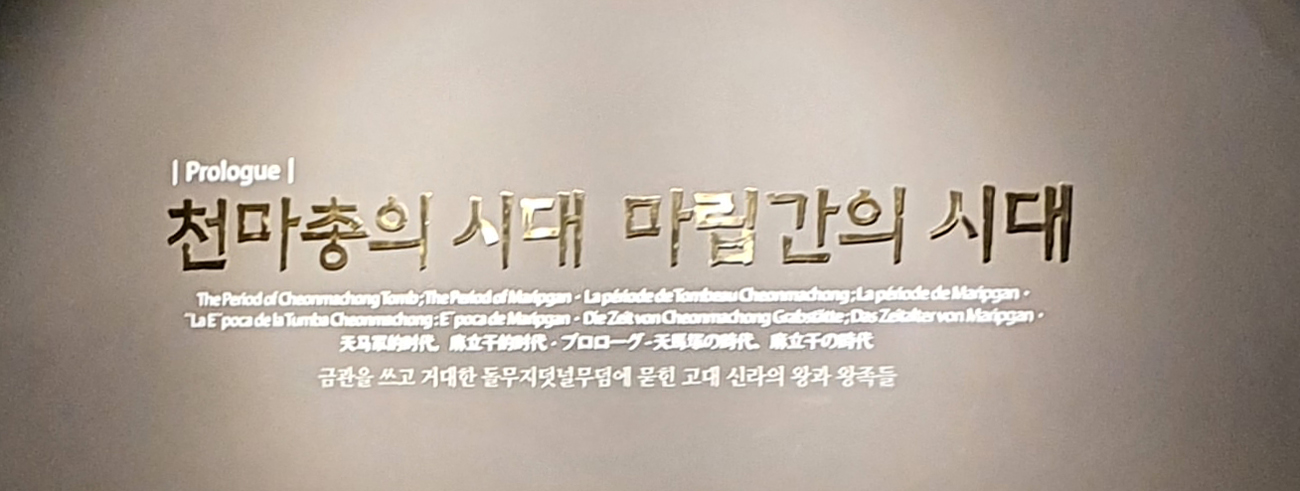 | Prologue |
천마총의 시대 마립간의 시대
The Period of Cheonmachong Tomb ; The Period of Maripgan · La période de Tombeau Cheonmachong ; La période de Maripgan ·
¨La E¨poca de la Tumba Cheonmachong : E¨poca de Maripgan · Die Zeit von Cheonmachong Grabstätte ; Das Zeitalter von Maripgan ·
天马冢的时代、麻立干的时代 · プロローグ-天馬塚の時代、麻立干の時代
금관을 쓰고 거대한 돌무지덧널무덤에 묻힌 고대 신라의 왕과 왕족들